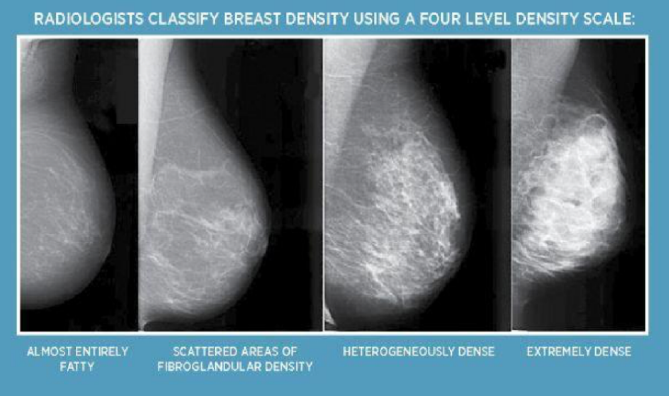 RADIOLOGISTS CLASSIFY BREAST DENSITY USING A FOUR LEVEL DENSITY SCALE:
ALMOST ENTIRELY
FATTY
SCATTERED AREAS OF
FIBROGLANDULAR DENSITY
HETEROGENEOUSLY DENSE
EXTREMELY DENSE